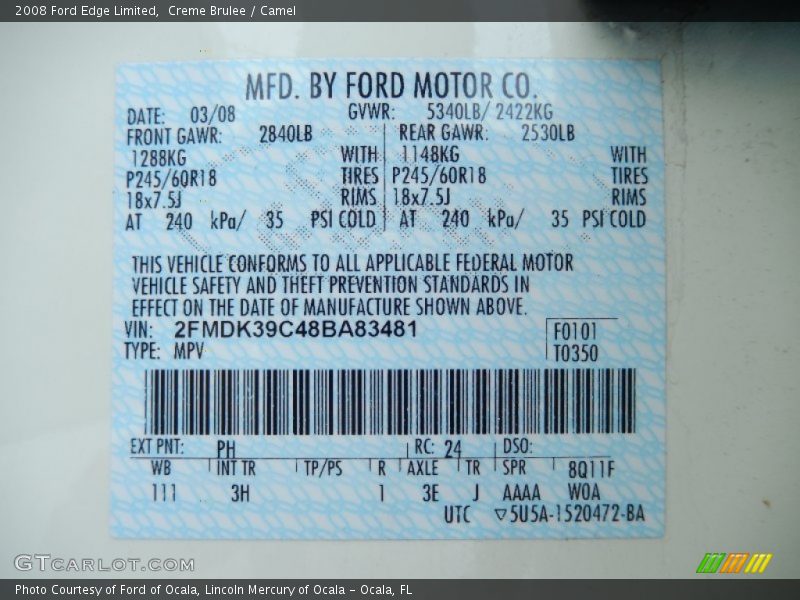 2008 Ford Edge Limited,  Creme Brulee / Camel
MFD. BY FORD MOTOR CO.
DATE: 03/08 GVWR: 5340LB/ 2422KG
FRONT GAWR: 2840LB REAR GAWR: 2530LB
1288KG WITH 1148KG WITH
P245/60R18 TIRES P245/60R18 TIRES
18x7.5J RIMS 18x7.5J RIMS
AT 240 kPa/ 35 PSI COLD AT 240 kPa/ 35 PSI COLD
THIS VEHICLE CONFORMS TO ALL APPLICABLE FEDERAL MOTOR
VEHICLE SAFETY AND THEFT PREVENTION STANDARDS IN
EFFECT ON THE DATE OF MANUFACTURE SHOWN ABOVE.
VIN: 2FMDK39C48BA83481 F0101
TYPE: MPV T0350
EXT PNT: PH RC: 24 DSO:
WB INT TR TP/PS R AXLE TR SPR 8Q11F
111 3H 1 3E J AAAA W0A
UTC ▽5U5A-1520472-BA
GTCARLOT.COM
Photo Courtesy of Ford of Ocala, Lincoln Mercury of Ocala – Ocala, FL